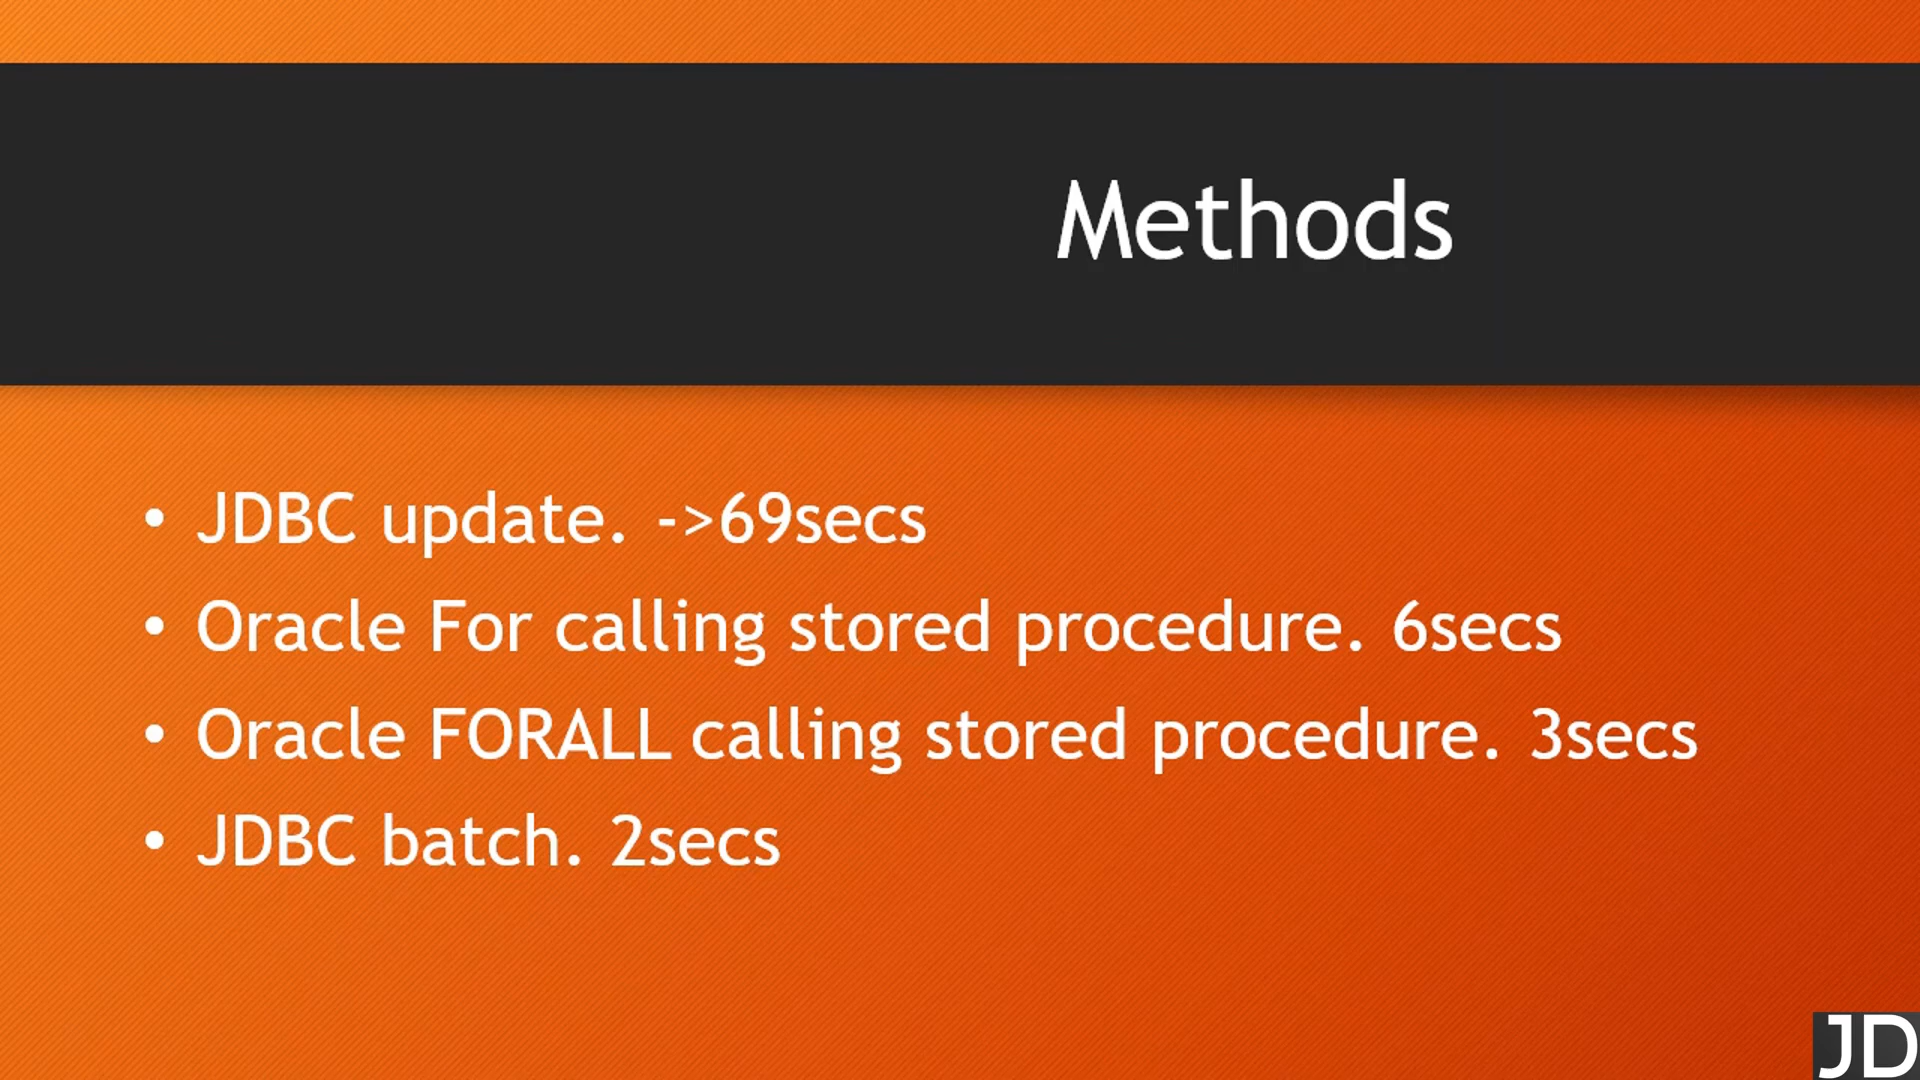 Methods
• JDBC update. ->69secs
• Oracle For calling stored procedure. 6secs
• Oracle FORALL calling stored procedure. 3secs
• JDBC batch. 2secs
JD